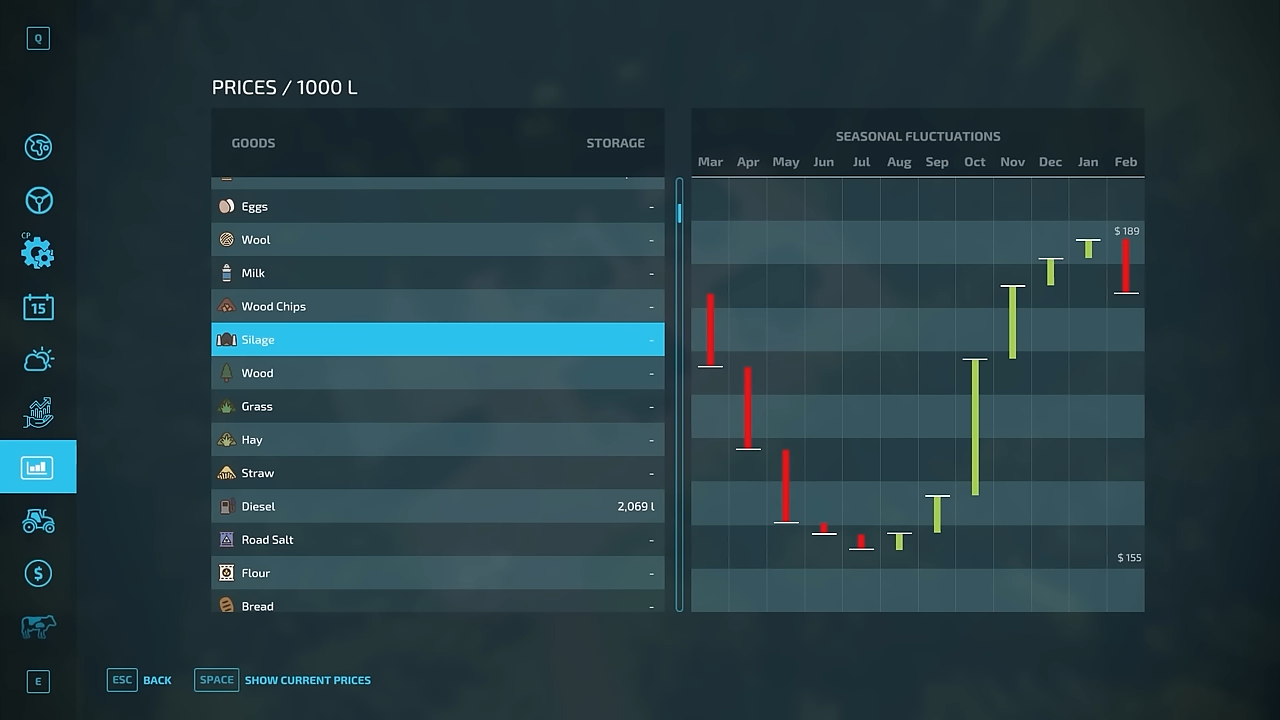 Q
PRICES / 1000 L
GOODS STORAGE
SEASONAL FLUCTUATIONS
Mar Apr May Jun Jul Aug Sep Oct Nov Dec Jan Feb
Eggs -
$ 189
Wool -
CP
Milk -
Wood Chips -
15
Silage -
Wood -
Grass -
Hay -
Straw -
Diesel 2,069 l
Road Salt -
$ 155
Flour -
$
Bread -
E
ESC BACK SPACE SHOW CURRENT PRICES